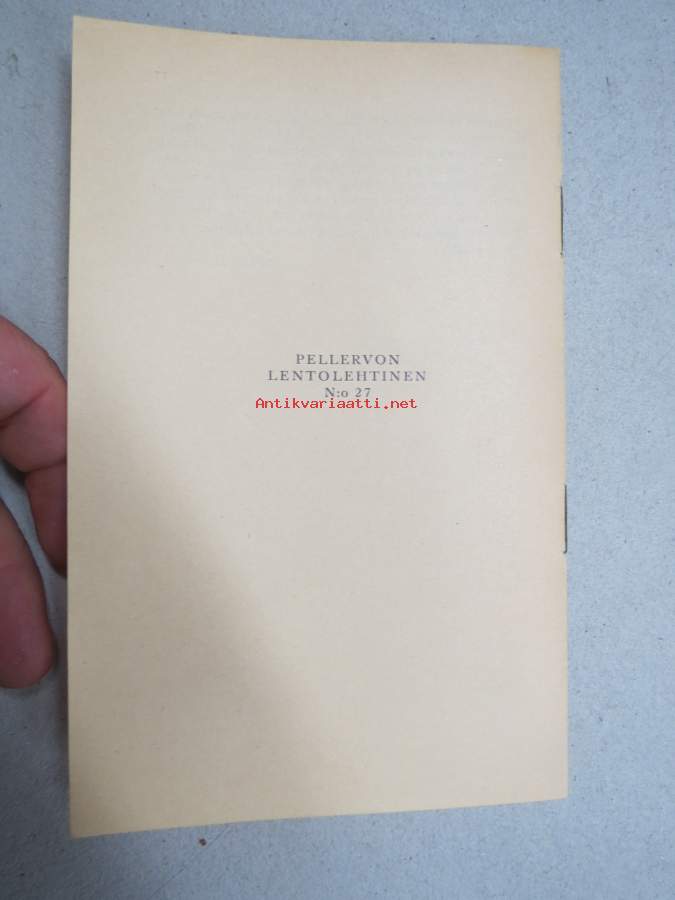 PELLERVON
LENTOLEHTINEN
N:o 27
Antikvariaatti.net